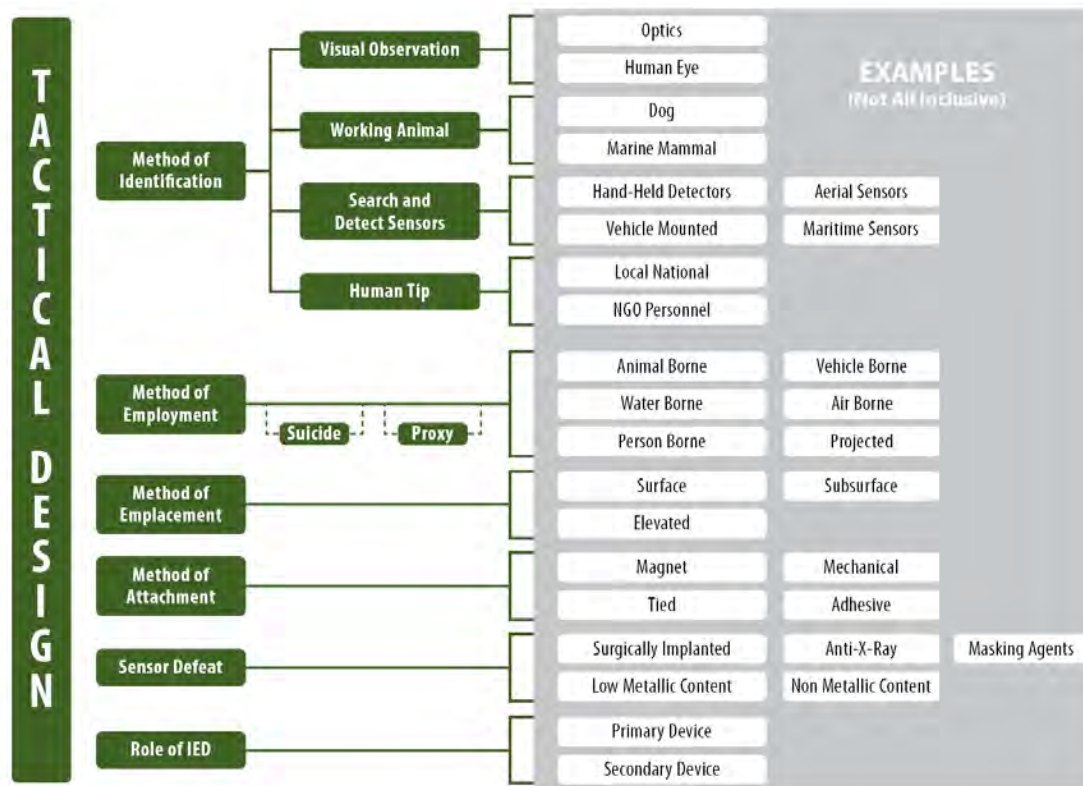 TACTICAL DESIGN
EXAMPLES
(Not All Inclusive)
Method of
Identification
Visual Observation
Optics
Human Eye
Working Animal
Dog
Marine Mammal
Search and
Detect Sensors
Hand-Held Detectors
Aerial Sensors
Vehicle Mounted
Maritime Sensors
Human Tip
Local National
NGO Personnel
Method of
Employment
Suicide
Proxy
Animal Borne
Vehicle Borne
Water Borne
Air Borne
Person Borne
Projected
Method of
Emplacement
Surface
Subsurface
Elevated
Method of
Attachment
Magnet
Mechanical
Tied
Adhesive
Sensor Defeat
Surgically Implanted
Anti-X-Ray
Masking Agents
Low Metallic Content
Non Metallic Content
Role of IED
Primary Device
Secondary Device